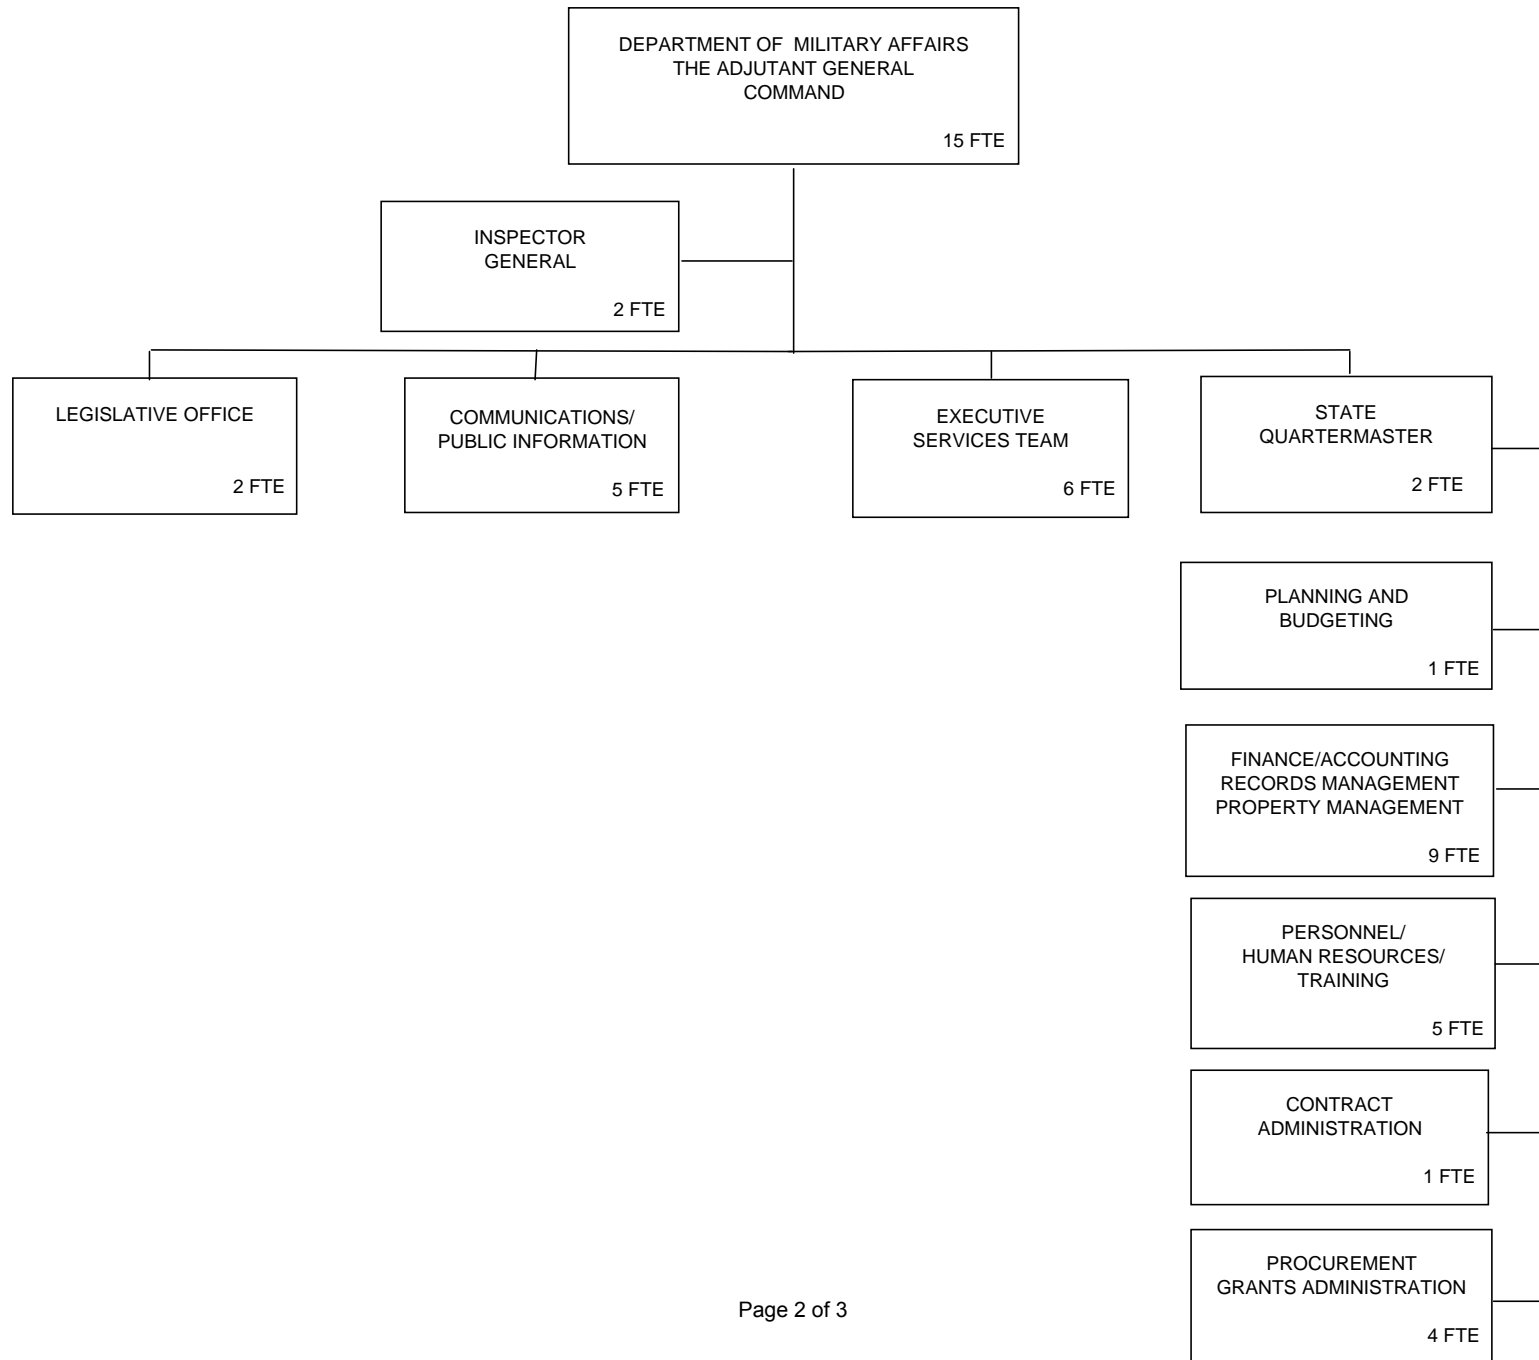 DEPARTMENT OF MILITARY AFFAIRS
THE ADJUTANT GENERAL
COMMAND
15 FTE
INSPECTOR
GENERAL
2 FTE
LEGISLATIVE OFFICE
2 FTE
COMMUNICATIONS/
PUBLIC INFORMATION
5 FTE
EXECUTIVE
SERVICES TEAM
6 FTE
STATE
QUARTERMASTER
2 FTE
PLANNING AND
BUDGETING
1 FTE
FINANCE/ACCOUNTING
RECORDS MANAGEMENT
PROPERTY MANAGEMENT
9 FTE
PERSONNEL/
HUMAN RESOURCES/
TRAINING
5 FTE
CONTRACT
ADMINISTRATION
1 FTE
PROCUREMENT
GRANTS ADMINISTRATION
4 FTE
Page 2 of 3